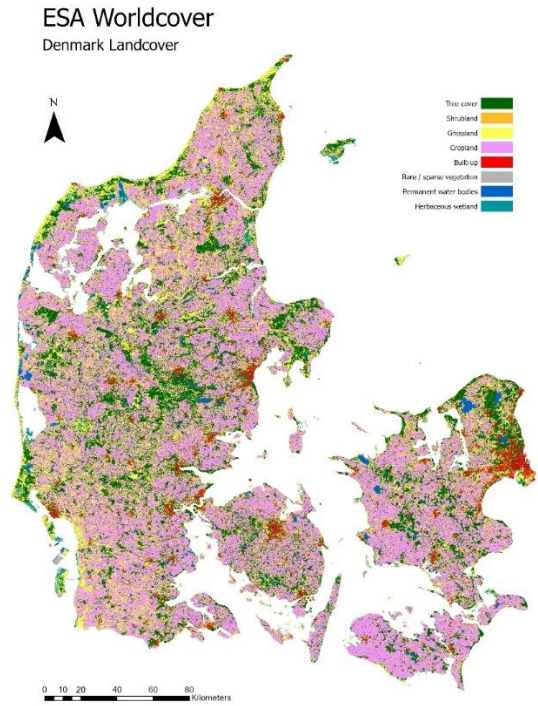 ESA Worldcover
Denmark Landcover
N
Tree cover
Shrubland
Grassland
Cropland
Built-up
Bare / sparse vegetation
Permanent water bodies
Herbaceous wetland
0 10 20 40 60 80
Kilometers